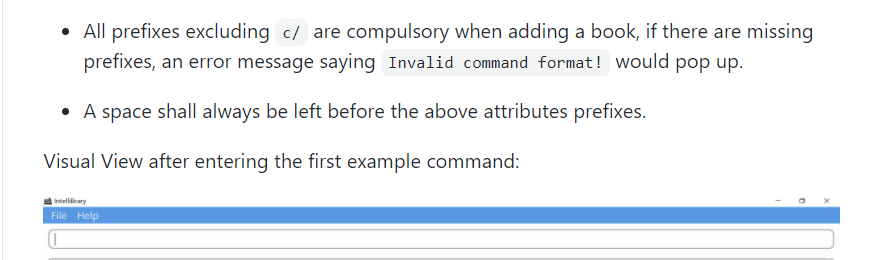 All prefixes excluding c/ are compulsory when adding a book, if there are missing
prefixes, an error message saying Invalid command format! would pop up.
A space shall always be left before the above attributes prefixes.
Visual View after entering the first example command:
Intellibrary
File Help